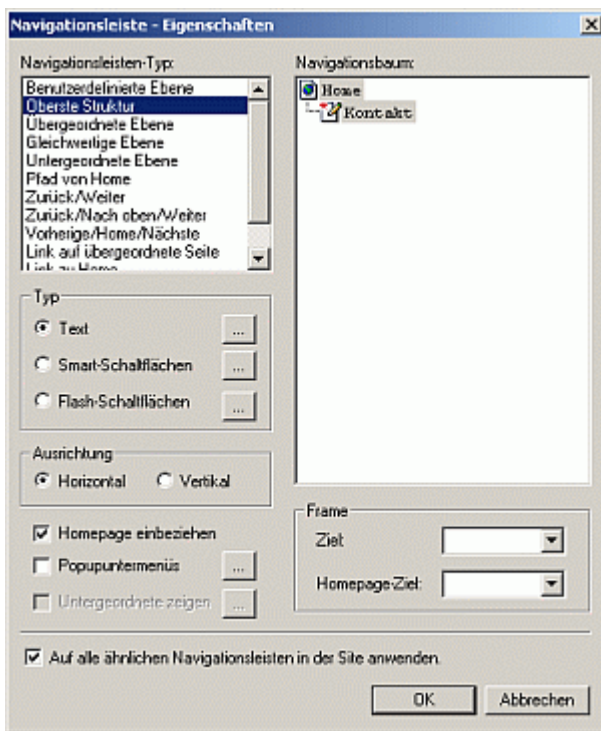 Navigationsleiste - Eigenschaften
Navigationsleisten-Typ:
Benutzerdefinierte Ebene
Oberste Struktur
Übergeordnete Ebene
Gleichwertige Ebene
Untergeordnete Ebene
Pfad von Home
Zurück/Weiter
Zurück/Nach oben/Weiter
Vorherige/Home/Nächste
Link auf übergeordnete Seite
Link zu Home
Navigationsbaum:
Home
Kontakt
Typ
Text
...
Smart-Schaltflächen
...
Flash-Schaltflächen
...
Ausrichtung
Horizontal
Vertikal
Homepage einbeziehen
Popupuntermenüs
...
Untergeordnete zeigen
...
Frame
Ziel:
Homepage-Ziel:
Auf alle ähnlichen Navigationsleisten in der Site anwenden.
OK
Abbrechen